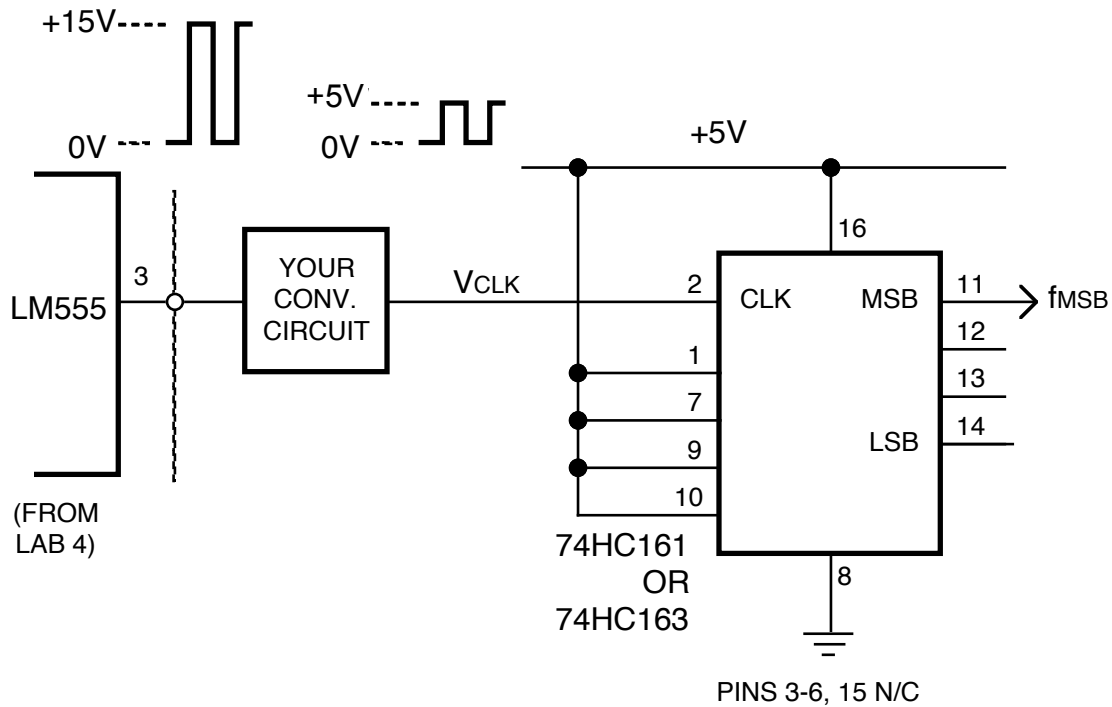 +15V
0V
+5V
0V
+5V
16
3
LM555
YOUR
CONV.
CIRCUIT
VCLK
2
CLK
MSB
11
fMSB
12
13
LSB
14
1
7
9
10
(FROM
LAB 4)
74HC161
OR
74HC163
8
PINS 3-6, 15 N/C